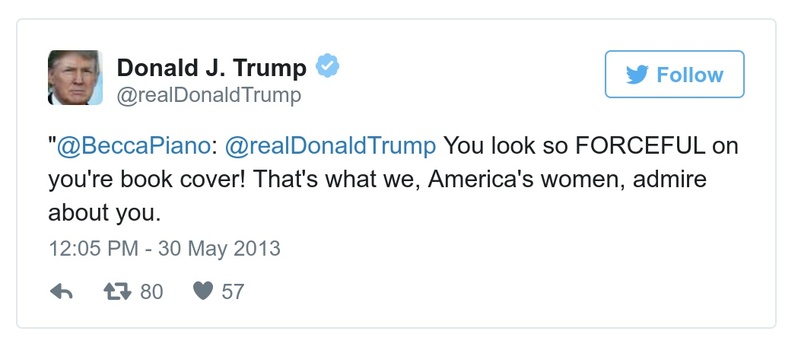 Donald J. Trump
@realDonaldTrump
Follow
"@BeccaPiano: @realDonaldTrump You look so FORCEFUL on
you're book cover! That's what we, America's women, admire
about you.
12:05 PM - 30 May 2013
80 57